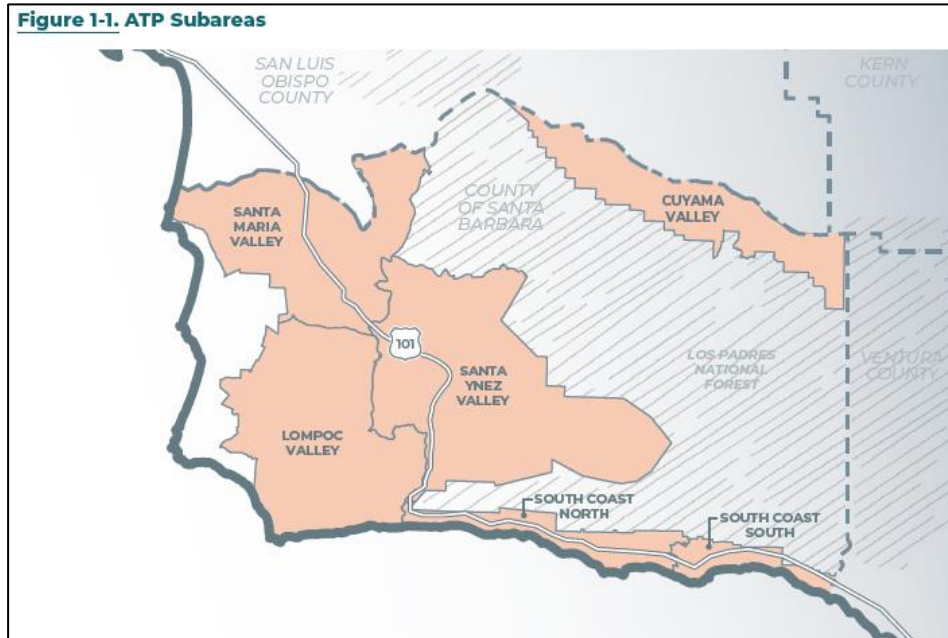 Figure 1-1. ATP Subareas
SAN LUIS
OBISPO
COUNTY
KERN
COUNTY
COUNTY
OF SANTA
BARBARA
CUYAMA
VALLEY
SANTA
MARIA
VALLEY
101
LOS PADRES
NATIONAL
FOREST
VENTURA
COUNTY
SANTA
YNEZ
VALLEY
LOMPOC
VALLEY
SOUTH COAST
NORTH
SOUTH COAST
SOUTH